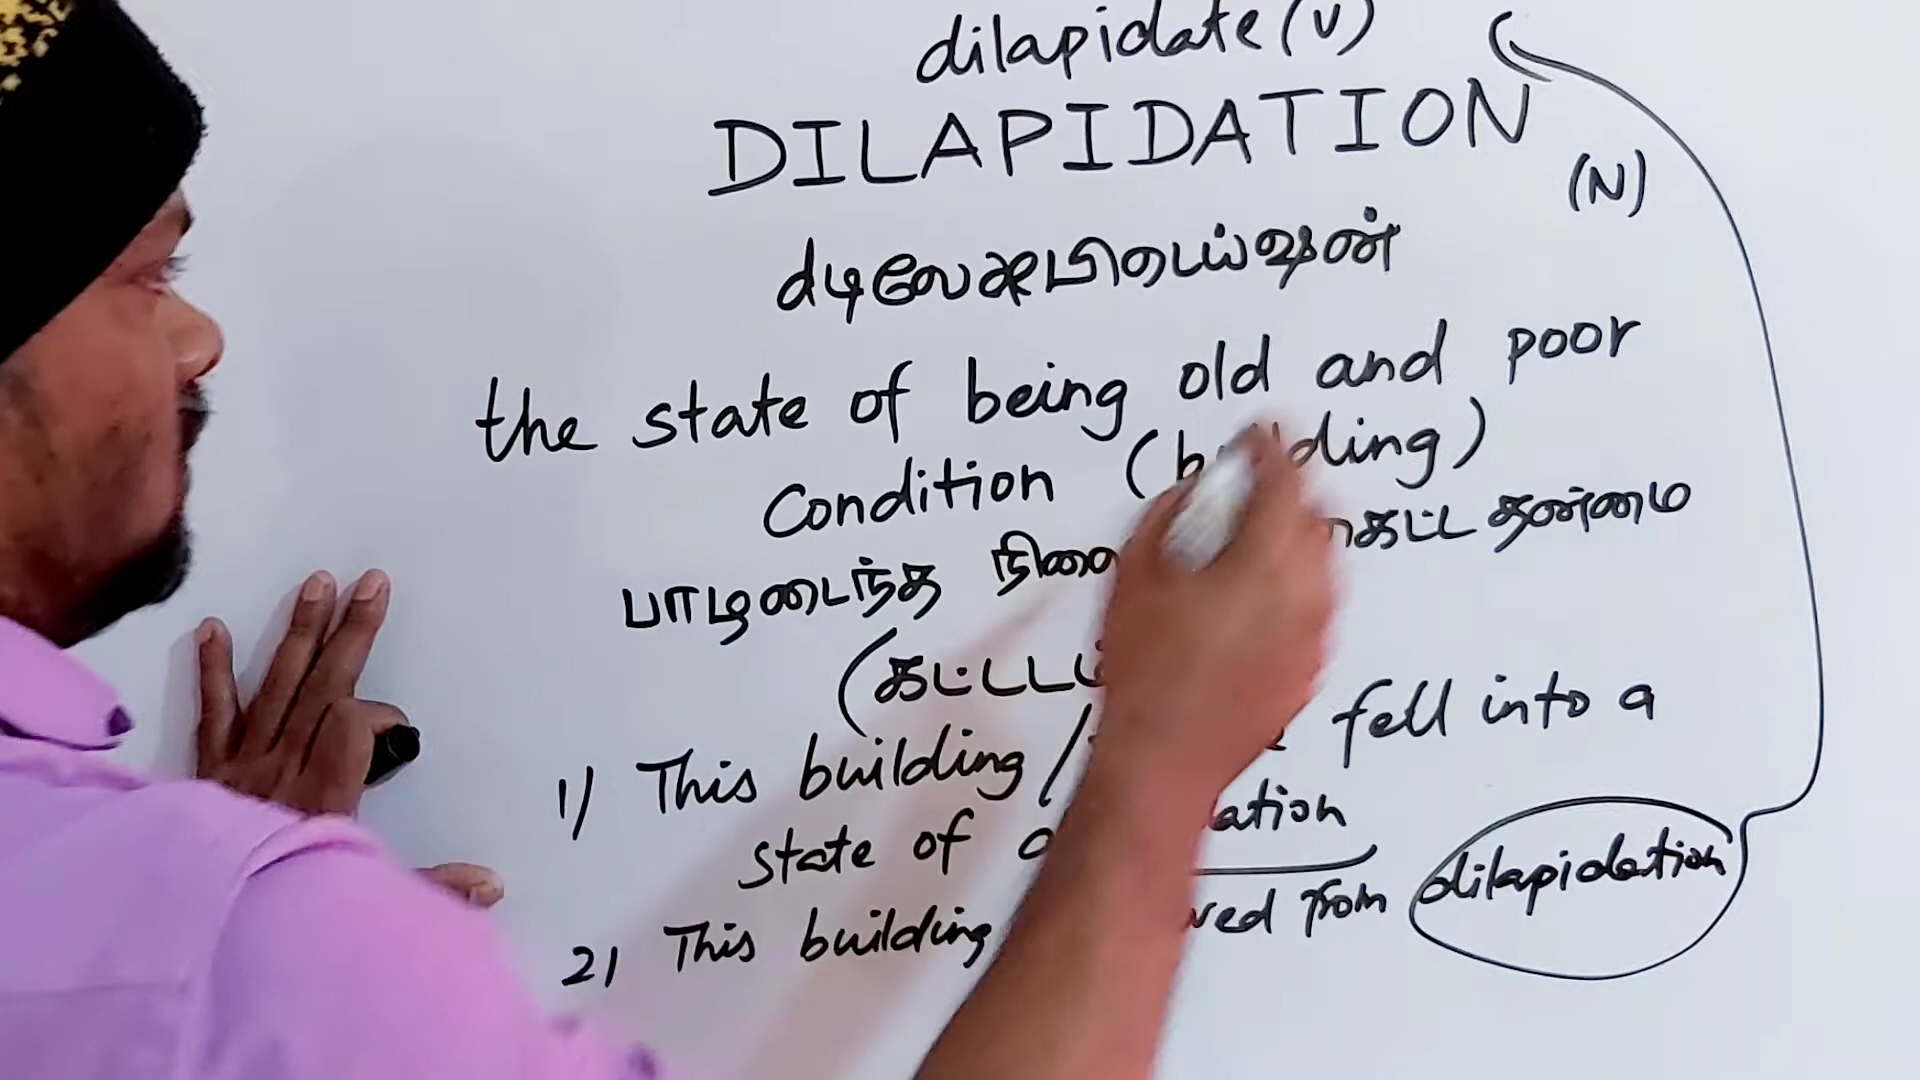 dilapidate (V)
DILAPIDATION
(N)
the state of being old and poor
Condition (building)
பாழடைந்த தன்மை
1) This building / fell into a
state of
2) This building from dilapidation